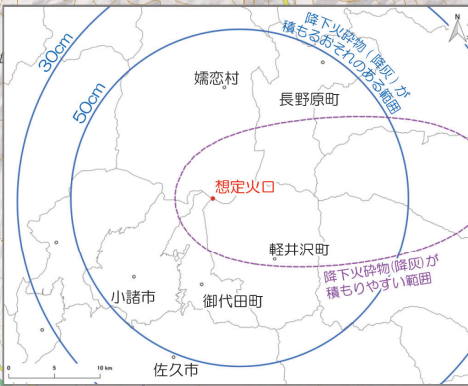 N
30cm
50cm
降下火砕物(降灰)が
積もるおそれのある範囲
嬬恋村
長野原町
想定火口
軽井沢町
降下火砕物(降灰)が
積もりやすい範囲
小諸市
御代田町
佐久市
0 5 10 km